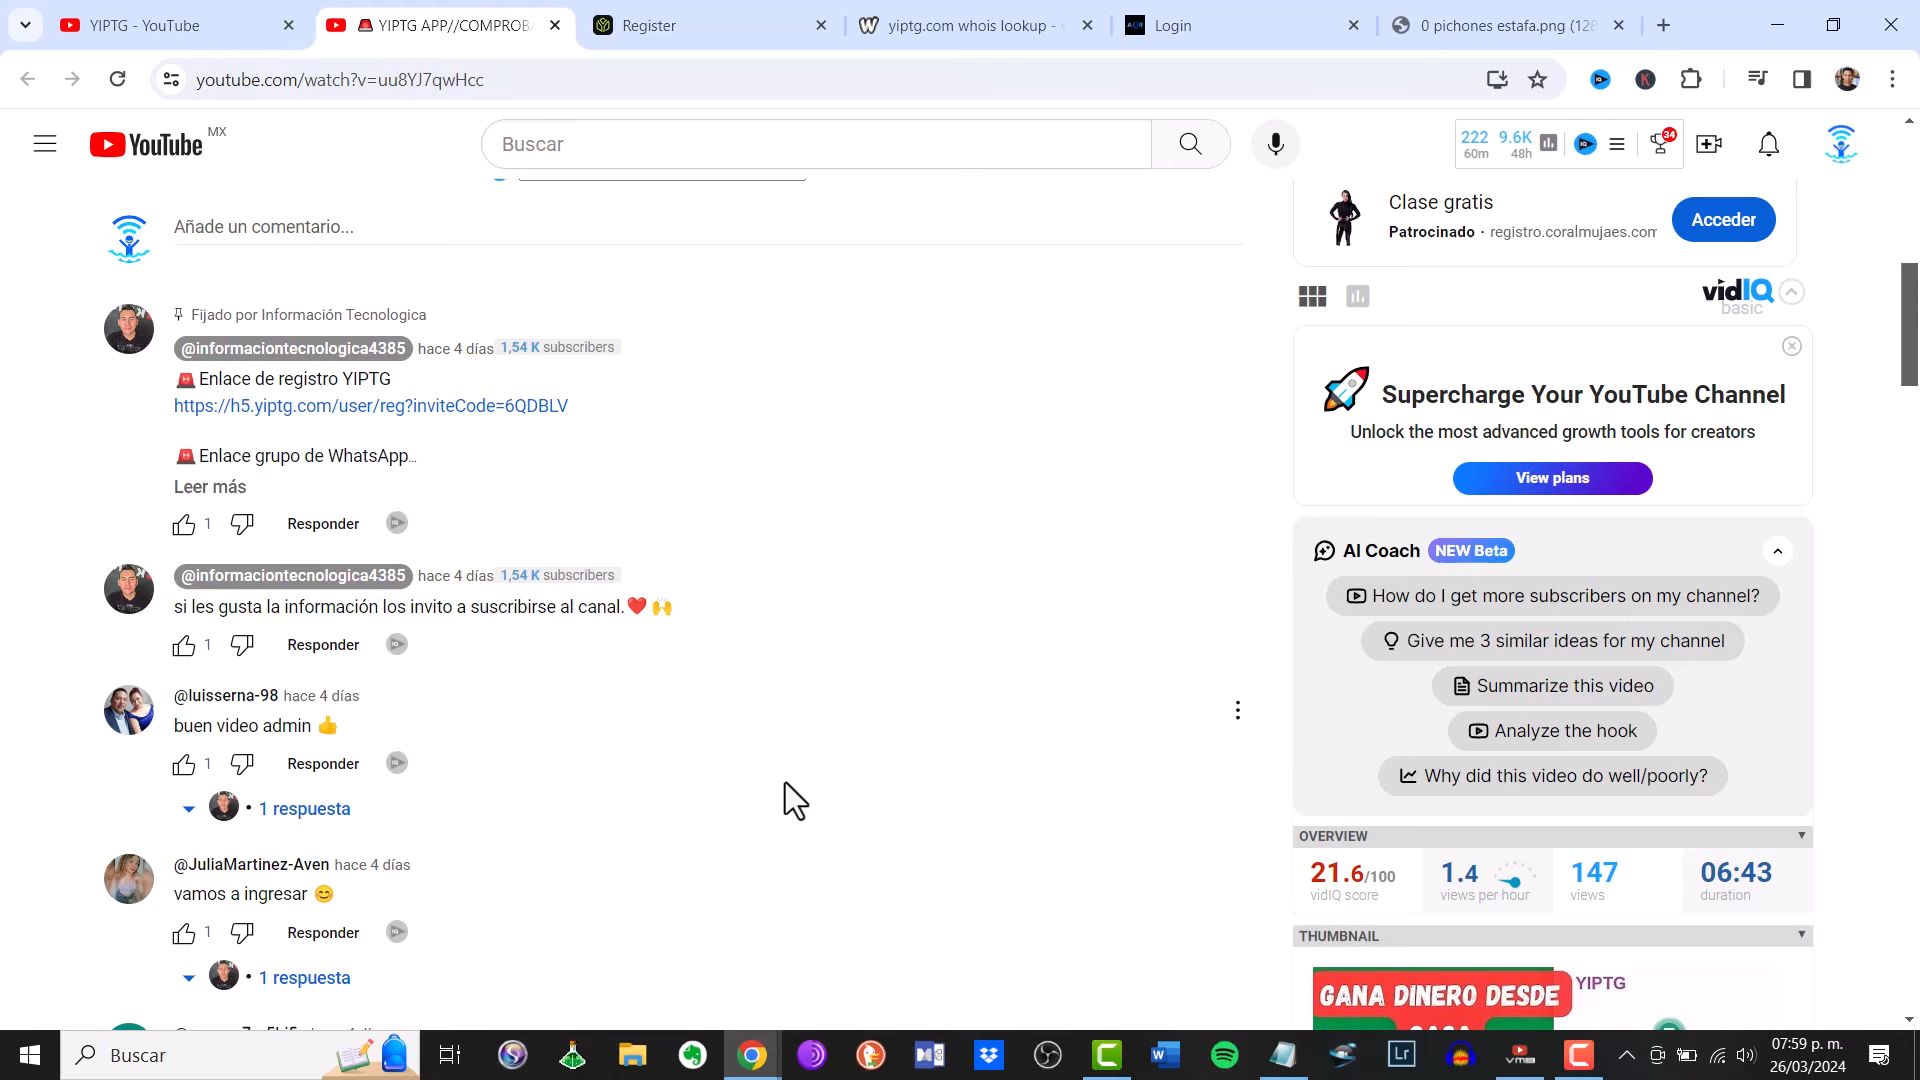 YIPTG - YouTube
YIPTG APP//COMPROB
Register
yiptg.com whois lookup -
Login
0 pichones estafa.png (128
youtube.com/watch?v=uu8YJ7qwHcc
YouTube MX
Buscar
222 60m
9.6K 48h
34
Añade un comentario...
Clase gratis
Patrocinado · registro.coralmujaes.com
Acceder
vidIQ
basic
Fijado por Información Tecnologica
@informaciontecnologica4385 hace 4 días 1,54 K subscribers
Enlace de registro YIPTG
https://h5.yiptg.com/user/reg?inviteCode=6QDBLV
Enlace grupo de WhatsApp...
Leer más
1 Responder
Supercharge Your YouTube Channel
Unlock the most advanced growth tools for creators
View plans
@informaciontecnologica4385 hace 4 días 1,54 K subscribers
si les gusta la información los invito a suscribirse al canal.❤️🙌
1 Responder
@luisserna-98 hace 4 días
buen video admin 👍
1 Responder
• 1 respuesta
@JuliaMartinez-Aven hace 4 días
vamos a ingresar 😊
1 Responder
• 1 respuesta
AI Coach NEW Beta
How do I get more subscribers on my channel?
Give me 3 similar ideas for my channel
Summarize this video
Analyze the hook
Why did this video do well/poorly?
OVERVIEW
21.6/100
vidIQ score
1.4
views per hour
147
views
06:43
duration
THUMBNAIL
GANA DINERO DESDE
CASA
YIPTG
Buscar
07:59 p. m.
26/03/2024